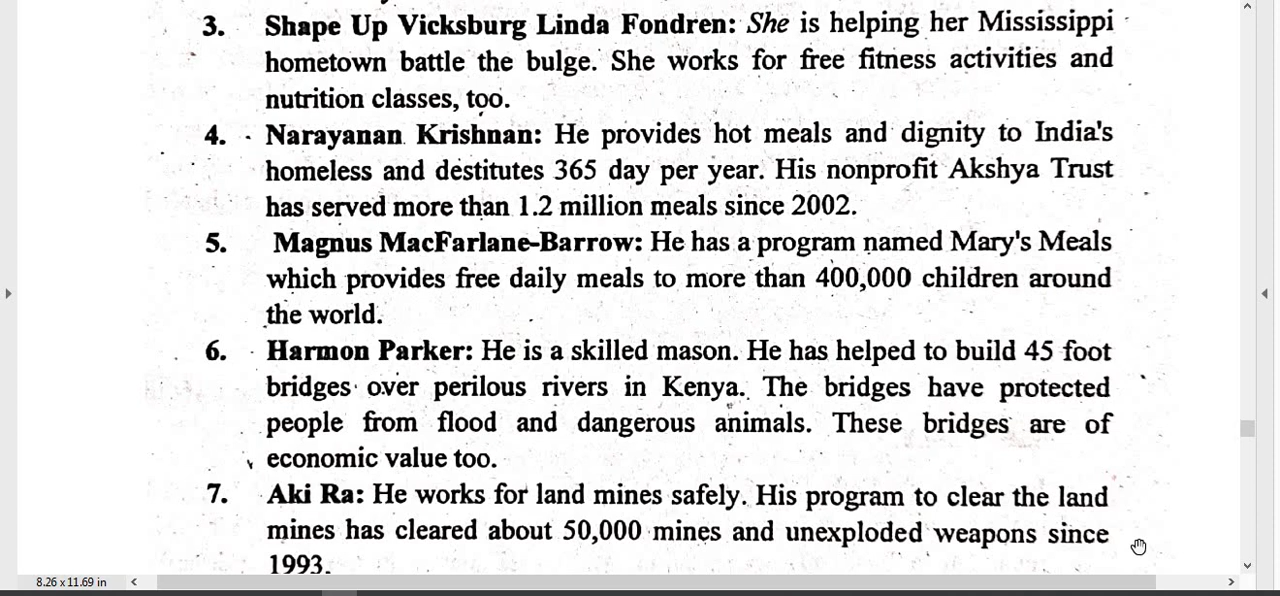 3. Shape Up Vicksburg Linda Fondren: She is helping her Mississippi
hometown battle the bulge. She works for free fitness activities and
nutrition classes, too.
4. Narayanan Krishnan: He provides hot meals and dignity to India's
homeless and destitutes 365 day per year. His nonprofit Akshya Trust
has served more than 1.2 million meals since 2002.
5. Magnus MacFarlane-Barrow: He has a program named Mary's Meals
which provides free daily meals to more than 400,000 children around
the world.
6. Harmon Parker: He is a skilled mason. He has helped to build 45 foot
bridges over perilous rivers in Kenya. The bridges have protected
people from flood and dangerous animals. These bridges are of
economic value too.
7. Aki Ra: He works for land mines safely. His program to clear the land
mines has cleared about 50,000 mines and unexploded weapons since
1993.
8.26 x 11.69 in